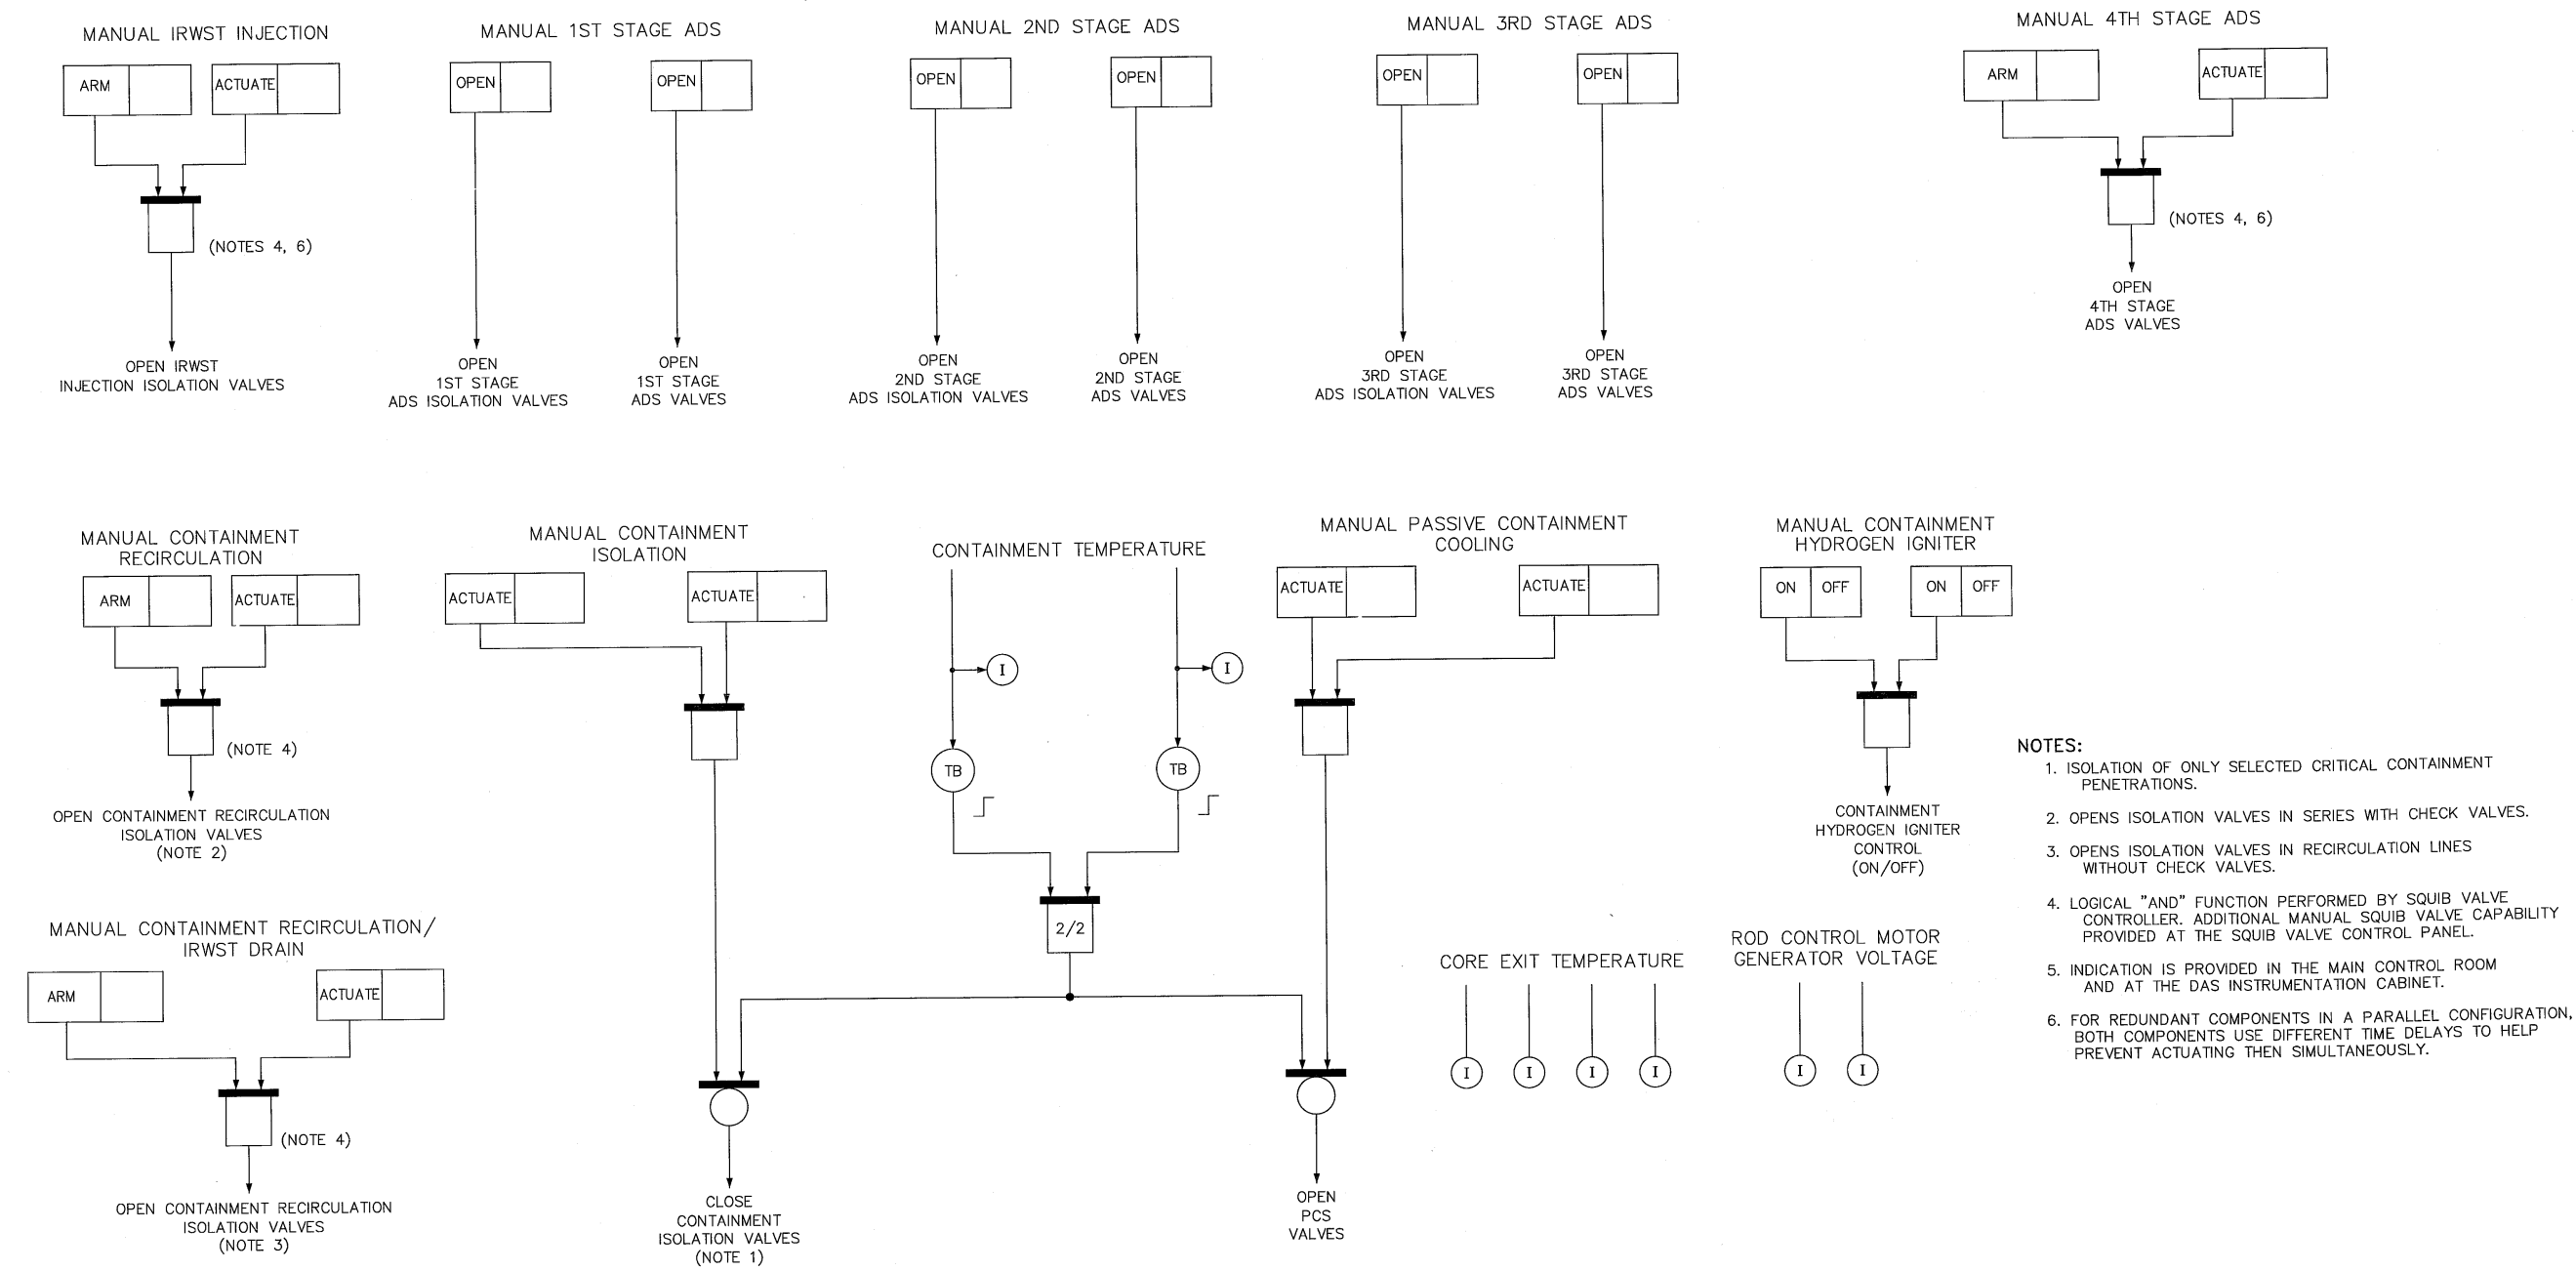 MANUAL IRWST INJECTION
ARM
ACTUATE
(NOTES 4, 6)
OPEN IRWST
INJECTION ISOLATION VALVES
MANUAL 1ST STAGE ADS
OPEN
OPEN
OPEN
1ST STAGE
ADS ISOLATION VALVES
OPEN
1ST STAGE
ADS VALVES
MANUAL 2ND STAGE ADS
OPEN
OPEN
OPEN
2ND STAGE
ADS ISOLATION VALVES
OPEN
2ND STAGE
ADS VALVES
MANUAL 3RD STAGE ADS
OPEN
OPEN
OPEN
3RD STAGE
ADS ISOLATION VALVES
OPEN
3RD STAGE
ADS VALVES
MANUAL 4TH STAGE ADS
ARM
ACTUATE
(NOTES 4, 6)
OPEN
4TH STAGE
ADS VALVES
MANUAL CONTAINMENT
RECIRCULATION
ARM
ACTUATE
(NOTE 4)
OPEN CONTAINMENT RECIRCULATION
ISOLATION VALVES
(NOTE 2)
MANUAL CONTAINMENT RECIRCULATION/
IRWST DRAIN
ARM
ACTUATE
(NOTE 4)
OPEN CONTAINMENT RECIRCULATION
ISOLATION VALVES
(NOTE 3)
MANUAL CONTAINMENT
ISOLATION
ACTUATE
ACTUATE
CLOSE
CONTAINMENT
ISOLATION VALVES
(NOTE 1)
CONTAINMENT TEMPERATURE
I
I
TB
TB
2/2
MANUAL PASSIVE CONTAINMENT
COOLING
ACTUATE
ACTUATE
OPEN
PCS
VALVES
MANUAL CONTAINMENT
HYDROGEN IGNITER
ON OFF
ON OFF
CONTAINMENT
HYDROGEN IGNITER
CONTROL
(ON/OFF)
CORE EXIT TEMPERATURE
I I I I
ROD CONTROL MOTOR
GENERATOR VOLTAGE
I I
NOTES:
1. ISOLATION OF ONLY SELECTED CRITICAL CONTAINMENT
PENETRATIONS.
2. OPENS ISOLATION VALVES IN SERIES WITH CHECK VALVES.
3. OPENS ISOLATION VALVES IN RECIRCULATION LINES
WITHOUT CHECK VALVES.
4. LOGICAL "AND" FUNCTION PERFORMED BY SQUIB VALVE
CONTROLLER. ADDITIONAL MANUAL SQUIB VALVE CAPABILITY
PROVIDED AT THE SQUIB VALVE CONTROL PANEL.
5. INDICATION IS PROVIDED IN THE MAIN CONTROL ROOM
AND AT THE DAS INSTRUMENTATION CABINET.
6. FOR REDUNDANT COMPONENTS IN A PARALLEL CONFIGURATION,
BOTH COMPONENTS USE DIFFERENT TIME DELAYS TO HELP
PREVENT ACTUATING THEN SIMULTANEOUSLY.